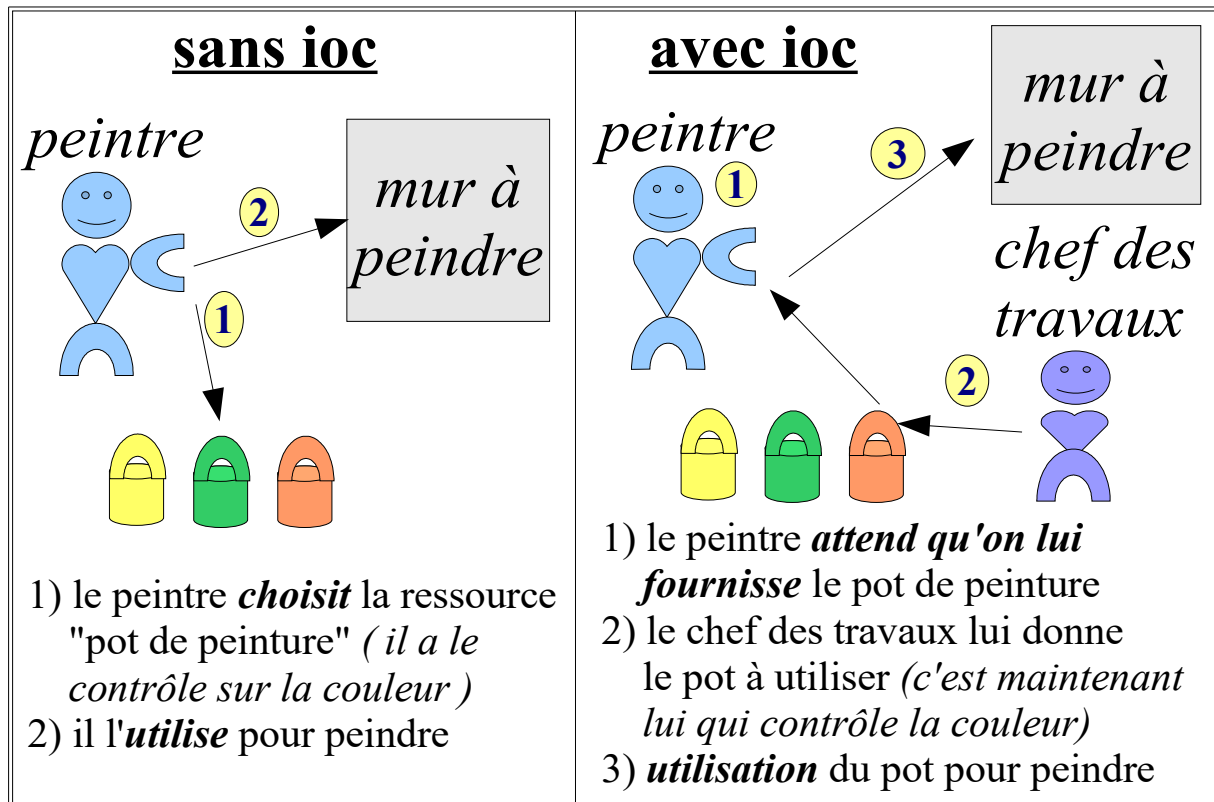 sans ioc
peintre
mur à
peindre
2
1
1) le peintre choisit la ressource
"pot de peinture" ( il a le
contrôle sur la couleur )
2) il l'utilise pour peindre
avec ioc
peintre
1
3
mur à
peindre
chef des
travaux
2
1) le peintre attend qu'on lui
fournisse le pot de peinture
2) le chef des travaux lui donne
le pot à utiliser (c'est maintenant
lui qui contrôle la couleur)
3) utilisation du pot pour peindre